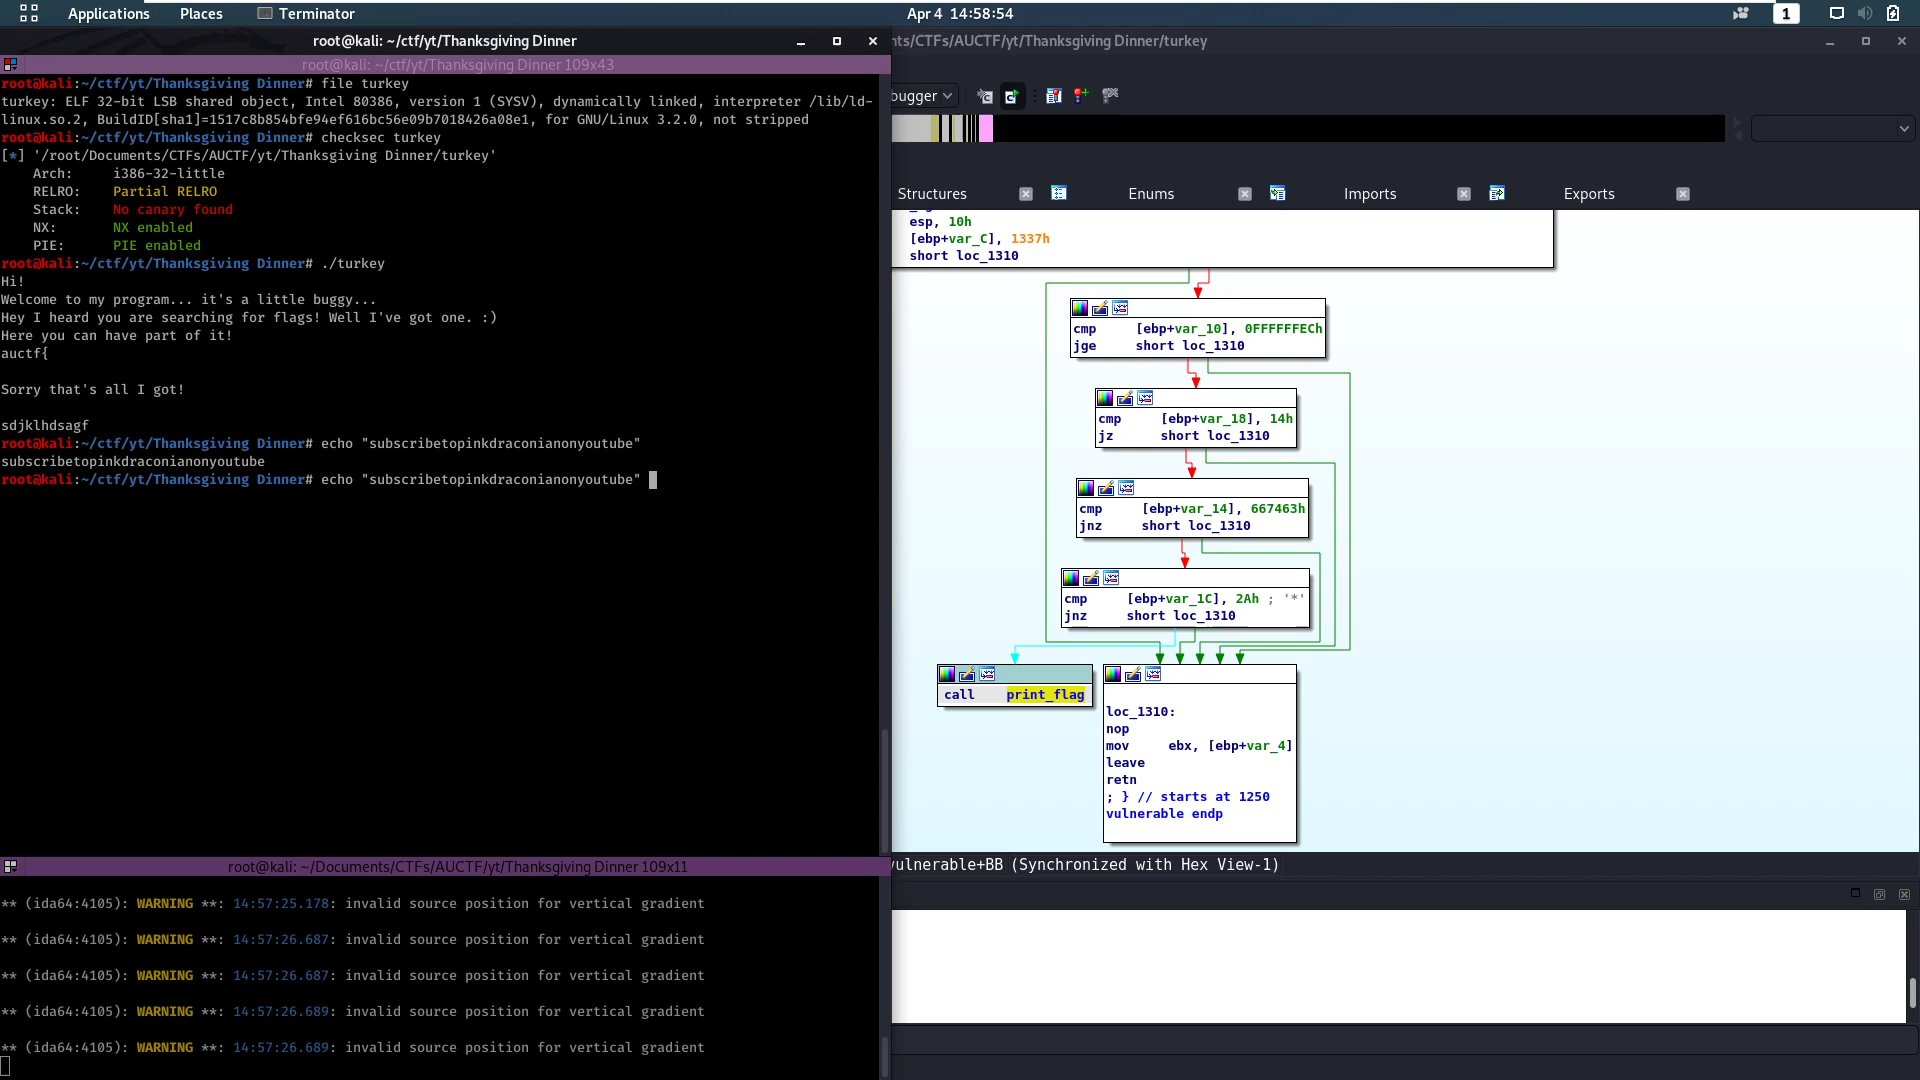 Applications Places Terminator Apr 4 14:58:54 1
root@kali: ~/ctf/yt/Thanksgiving Dinner
nts/CTFs/AUCTF/yt/Thanksgiving Dinner/turkey
root@kali: ~/ctf/yt/Thanksgiving Dinner 109x43
root@kali:~/ctf/yt/Thanksgiving Dinner# file turkey
turkey: ELF 32-bit LSB shared object, Intel 80386, version 1 (SYSV), dynamically linked, interpreter /lib/ld-
linux.so.2, BuildID[sha1]=1517c8b854bfe94ef616bc56e09b7018426a08e1, for GNU/Linux 3.2.0, not stripped
root@kali:~/ctf/yt/Thanksgiving Dinner# checksec turkey
[*] '/root/Documents/CTFs/AUCTF/yt/Thanksgiving Dinner/turkey'
Arch: i386-32-little
RELRO: Partial RELRO
Stack: No canary found
NX: NX enabled
PIE: PIE enabled
root@kali:~/ctf/yt/Thanksgiving Dinner# ./turkey
Hi!
Welcome to my program... it's a little buggy...
Hey I heard you are searching for flags! Well I've got one. :)
Here you can have part of it!
auctf{
Sorry that's all I got!
sdjklhdsagf
root@kali:~/ctf/yt/Thanksgiving Dinner# echo "subscribetopinkdraconianonyoutube"
subscribetopinkdraconianonyoutube
root@kali:~/ctf/yt/Thanksgiving Dinner# echo "subscribetopinkdraconianonyoutube"
root@kali: ~/Documents/CTFs/AUCTF/yt/Thanksgiving Dinner 109x11
** (ida64:4105): WARNING **: 14:57:25.178: invalid source position for vertical gradient
** (ida64:4105): WARNING **: 14:57:26.687: invalid source position for vertical gradient
** (ida64:4105): WARNING **: 14:57:26.687: invalid source position for vertical gradient
** (ida64:4105): WARNING **: 14:57:26.689: invalid source position for vertical gradient
** (ida64:4105): WARNING **: 14:57:26.689: invalid source position for vertical gradient
bugger
Structures Enums Imports Exports
esp, 10h
[ebp+var_C], 1337h
short loc_1310
cmp [ebp+var_10], 0FFFFFFECh
jge short loc_1310
cmp [ebp+var_18], 14h
jz short loc_1310
cmp [ebp+var_14], 667463h
jnz short loc_1310
cmp [ebp+var_1C], 2Ah ; '*'
jnz short loc_1310
call print_flag
loc_1310:
nop
mov ebx, [ebp+var_4]
leave
retn
; } // starts at 1250
vulnerable endp
vulnerable+BB (Synchronized with Hex View-1)